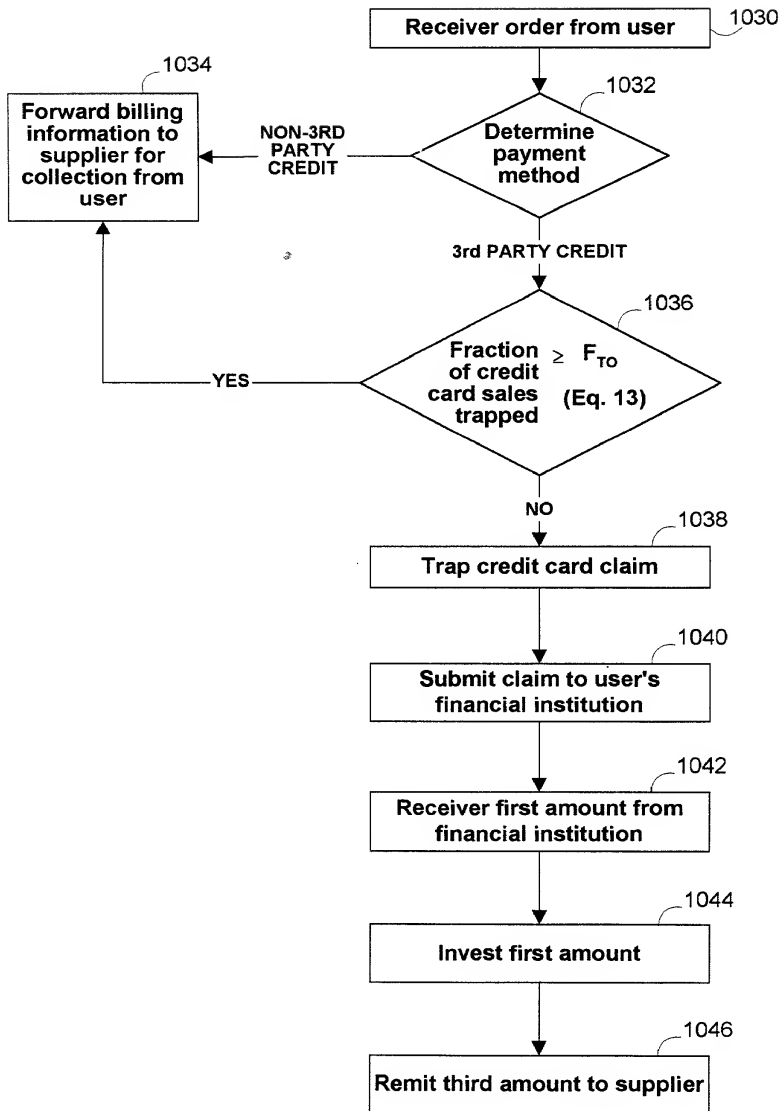 Receiver order from user
1030
1034
1032
Forward billing
information to
supplier for
collection from
user
NON-3RD
PARTY
CREDIT
Determine
payment
method
3rd PARTY CREDIT
1036
Fraction ≥ FTO
of credit
card sales (Eq. 13)
trapped
YES
NO
1038
Trap credit card claim
1040
Submit claim to user's
financial institution
1042
Receiver first amount from
financial institution
1044
Invest first amount
1046
Remit third amount to supplier